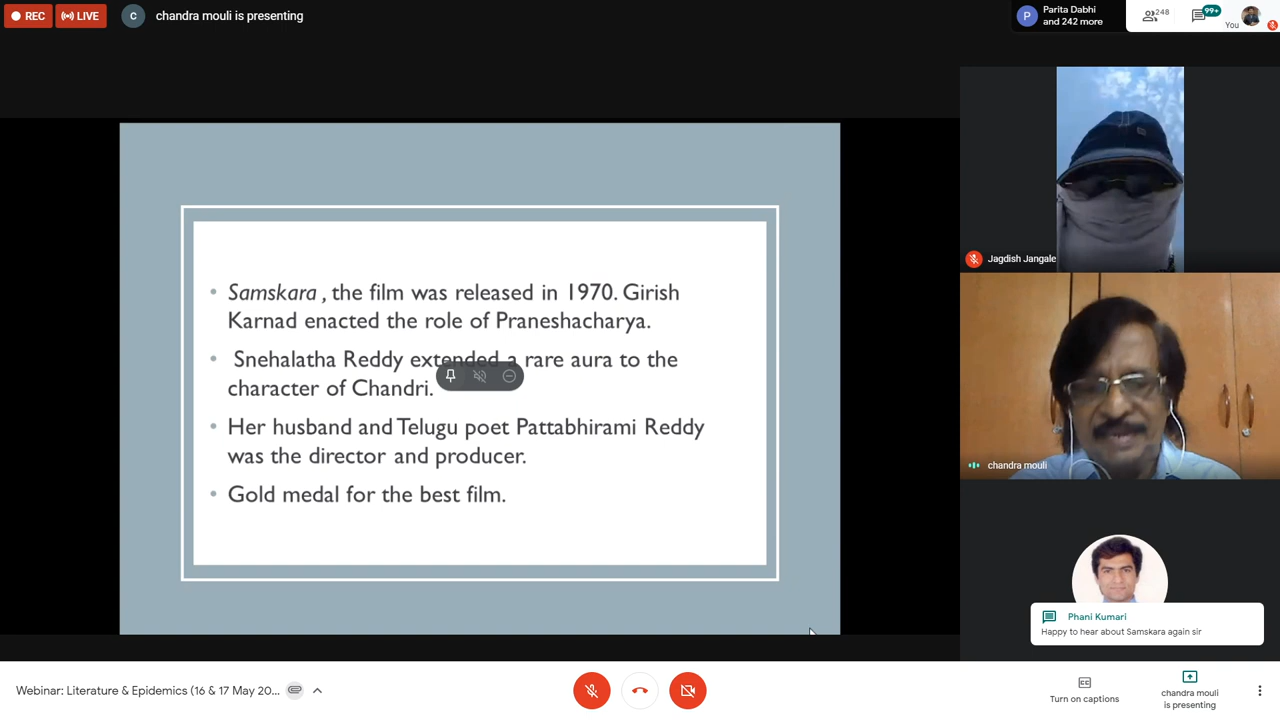 REC
LIVE
C
chandra mouli is presenting
P
Parita Dabhi
and 242 more
248
99+
You
Samskara , the film was released in 1970. Girish
Karnad enacted the role of Praneshacharya.
Snehalatha Reddy extended a rare aura to the
character of Chandri.
Her husband and Telugu poet Pattabhirami Reddy
was the director and producer.
Gold medal for the best film.
Jagdish Jangale
chandra mouli
Phani Kumari
Happy to hear about Samskara again sir
Webinar: Literature & Epidemics (16 & 17 May 20...
CC
Turn on captions
chandra mouli
is presenting